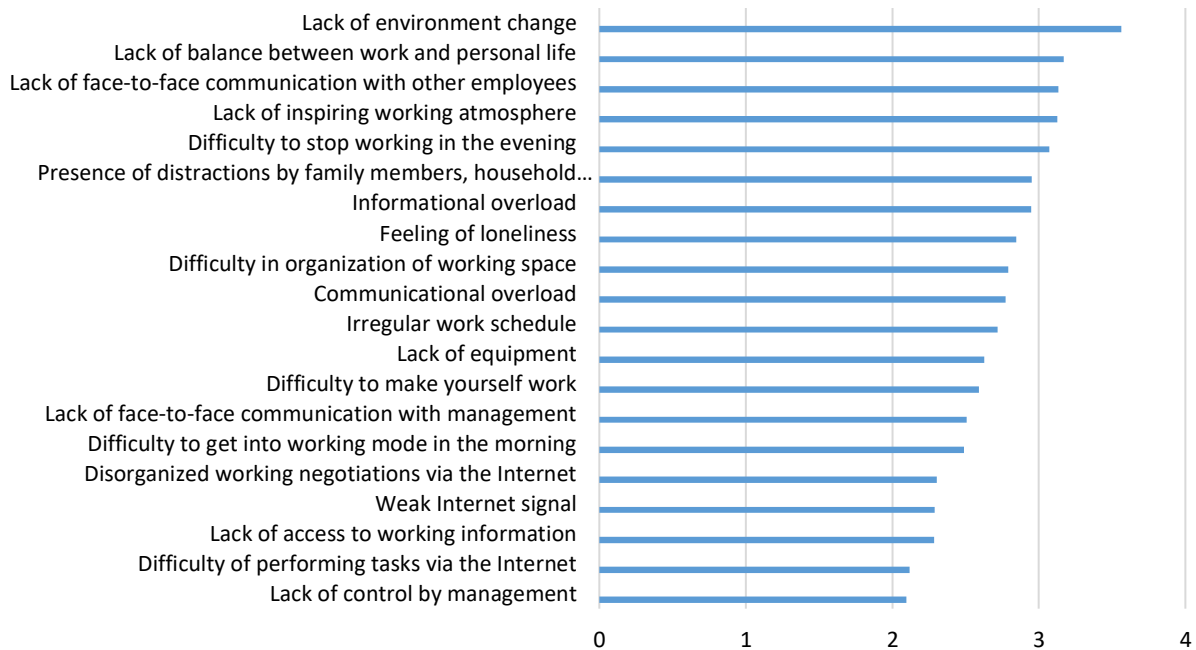 Lack of environment change
Lack of balance between work and personal life
Lack of face-to-face communication with other employees
Lack of inspiring working atmosphere
Difficulty to stop working in the evening
Presence of distractions by family members, household…
Informational overload
Feeling of loneliness
Difficulty in organization of working space
Communicational overload
Irregular work schedule
Lack of equipment
Difficulty to make yourself work
Lack of face-to-face communication with management
Difficulty to get into working mode in the morning
Disorganized working negotiations via the Internet
Weak Internet signal
Lack of access to working information
Difficulty of performing tasks via the Internet
Lack of control by management
0 1 2 3 4